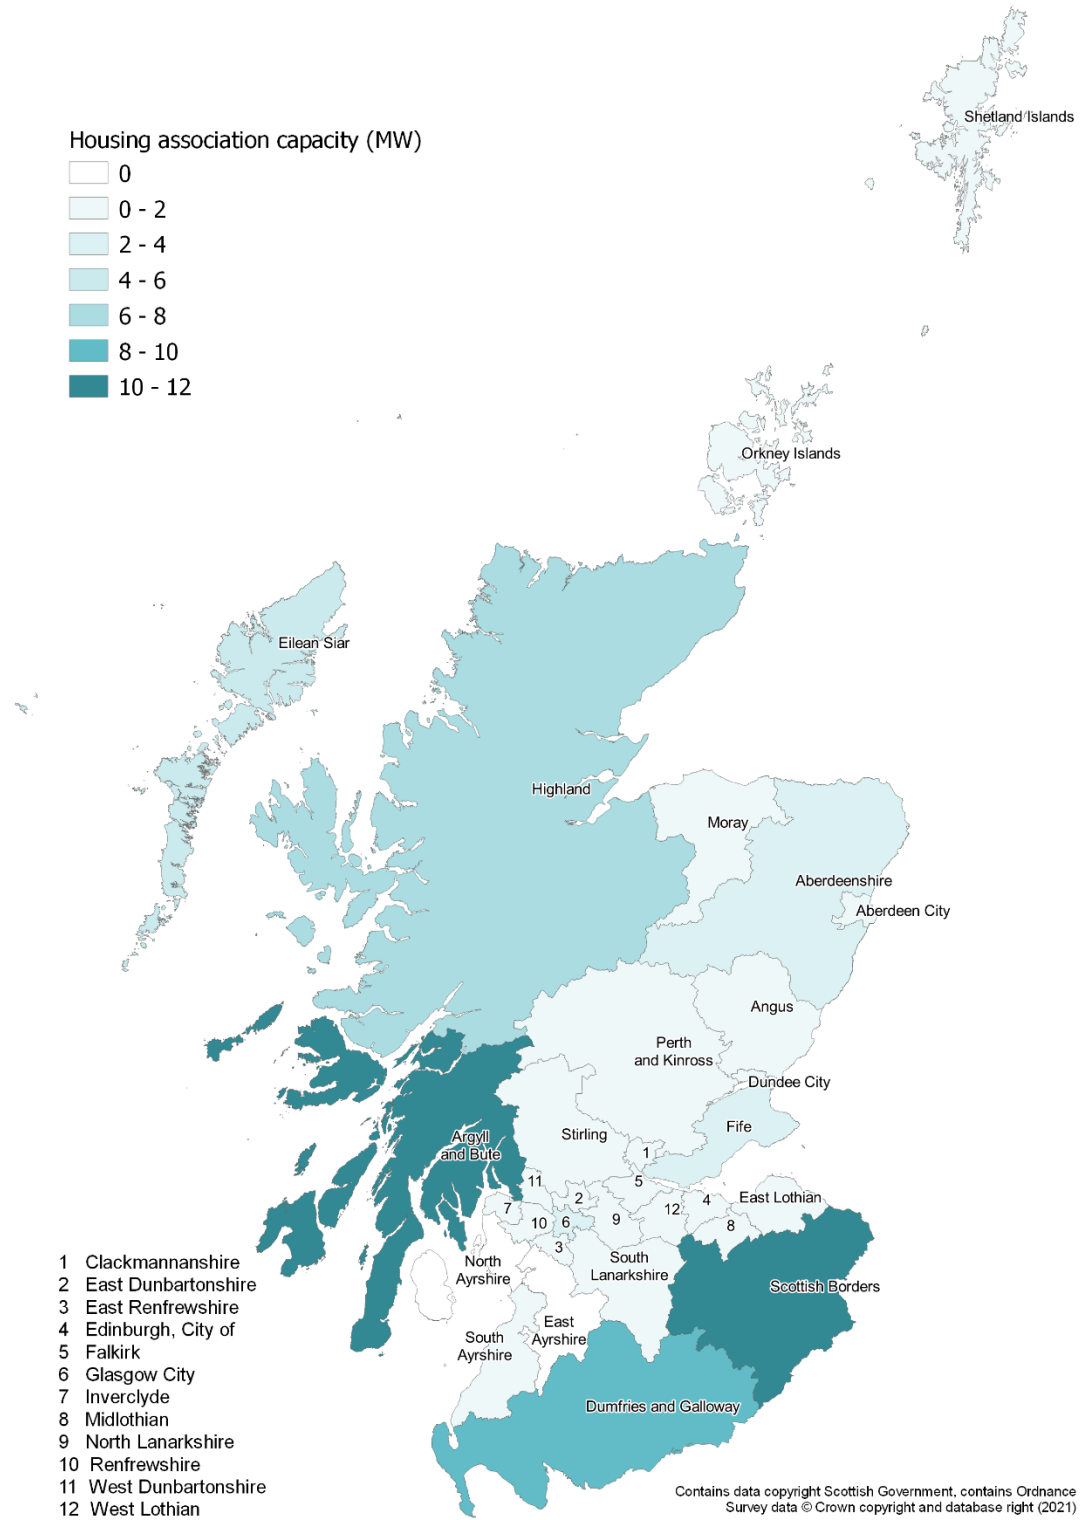 Shetland Islands
Housing association capacity (MW)
0
0 - 2
2 - 4
4 - 6
6 - 8
8 - 10
10 - 12
Orkney Islands
Eilean Siar
Highland
Moray
Aberdeenshire
Aberdeen City
Angus
Perth
and Kinross
Dundee City
Fife
Stirling
Argyll
and Bute
1
5
11
2
4
East Lothian
7
12
10
6
9
8
3
North
Ayrshire
South
Lanarkshire
Scottish Borders
East
Ayrshire
South
Ayrshire
Dumfries and Galloway
1 Clackmannanshire
2 East Dunbartonshire
3 East Renfrewshire
4 Edinburgh, City of
5 Falkirk
6 Glasgow City
7 Inverclyde
8 Midlothian
9 North Lanarkshire
10 Renfrewshire
11 West Dunbartonshire
12 West Lothian
Contains data copyright Scottish Government, contains Ordnance
Survey data © Crown copyright and database right (2021)